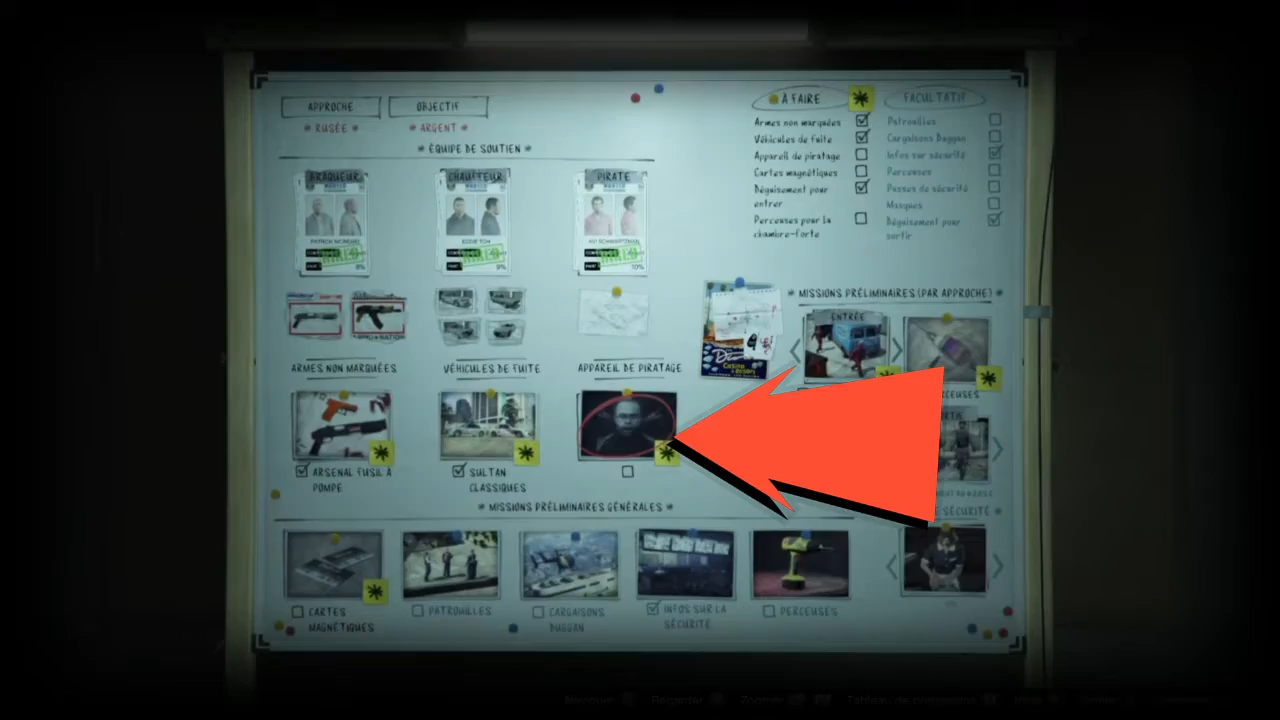 APPROCHE
OBJECTIF
* RUSÉE *
* ARGENT *
* ÉQUIPE DE SOUTIEN *
BRAQUEUR
CHAUFFEUR
PIRATE
8%
9%
10%
ARMES NON MARQUÉES
VÉHICULES DE FUITE
APPAREIL DE PIRATAGE
ARSENAL FUSIL À
POMPE
SULTAN
CLASSIQUES
À FAIRE
Armes non marquées
Véhicules de fuite
Appareil de piratage
Cartes magnétiques
Déguisement pour
entrer
Perceuses pour la
chambre-forte
FACULTATIF
Patrouilles
Cargaisons Duggan
Infos sur sécurité
Perceuses
Passes de sécurité
Masques
Déguisement pour
sortir
* MISSIONS PRÉLIMINAIRES (PAR APPROCHE) *
ENTRÉE
* MISSIONS PRÉLIMINAIRES GÉNÉRALES *
CARTES
MAGNÉTIQUES
PATROUILLES
CARGAISONS
DUGGAN
INFOS SUR LA
SÉCURITÉ
PERCEUSES